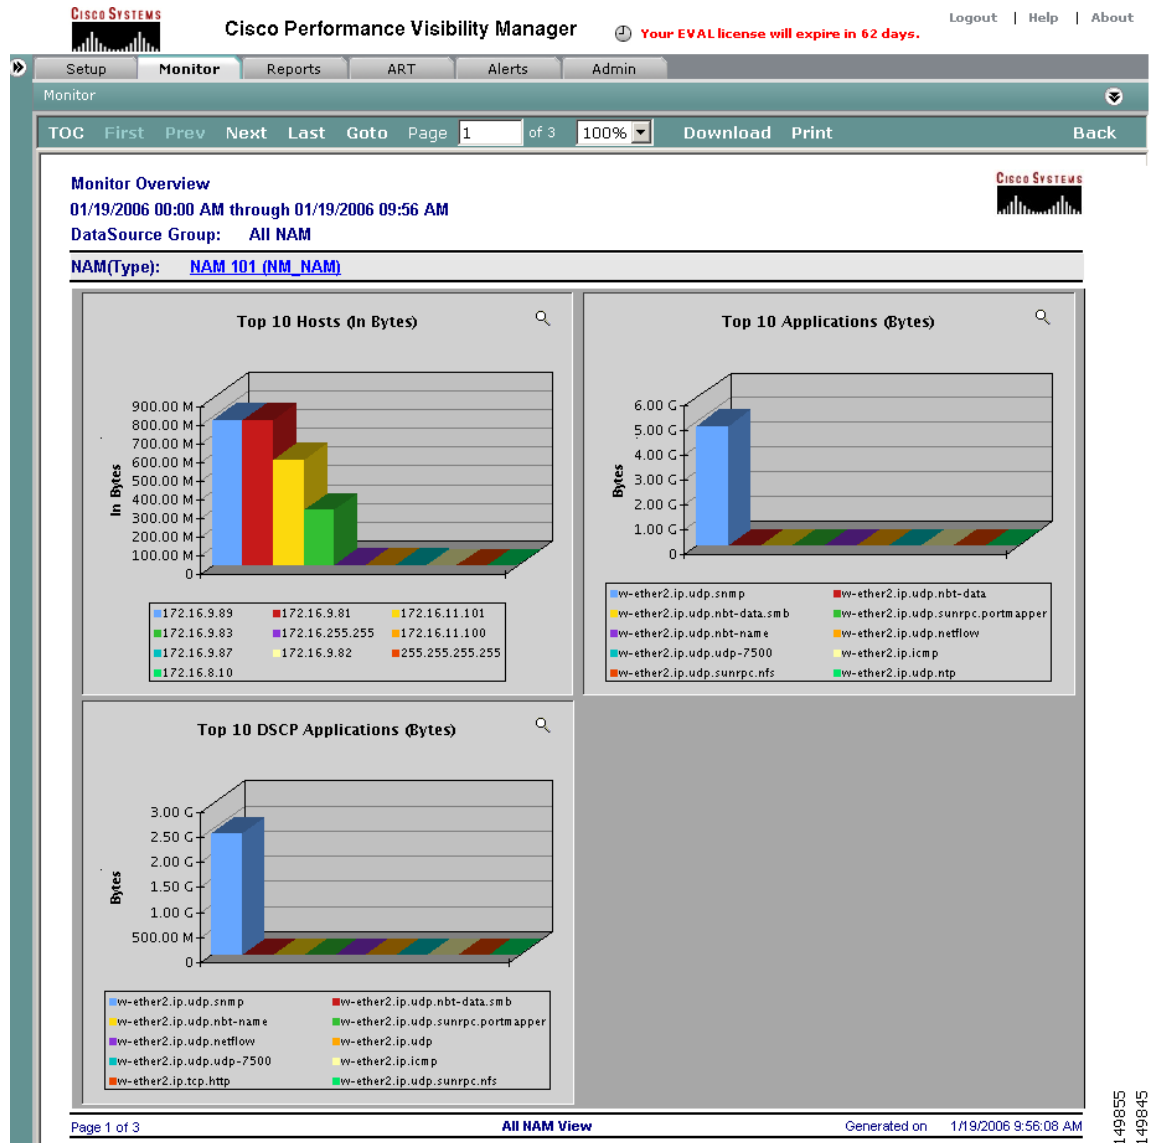 CISCO SYSTEMS
Cisco Performance Visibility Manager
Your EVAL license will expire in 62 days.
Logout | Help | About
Setup Monitor Reports ART Alerts Admin
Monitor
TOC First Prev Next Last Goto Page 1 of 3 100% Download Print Back
Monitor Overview
CISCO SYSTEMS
01/19/2006 00:00 AM through 01/19/2006 09:56 AM
DataSource Group: All NAM
NAM(Type): NAM 101 (NM_NAM)
Top 10 Hosts (In Bytes)
900.00 M
800.00 M
700.00 M
600.00 M
500.00 M
400.00 M
300.00 M
200.00 M
100.00 M
0
In Bytes
172.16.9.89 172.16.9.81 172.16.11.101
172.16.9.83 172.16.255.255 172.16.11.100
172.16.9.87 172.16.9.82 255.255.255.255
172.16.8.10
Top 10 Applications (Bytes)
6.00 G
5.00 G
4.00 G
3.00 G
2.00 G
1.00 G
0
Bytes
w-ether2.ip.udp.snmp w-ether2.ip.udp.nbt-data
w-ether2.ip.udp.nbt-data.smb w-ether2.ip.udp.sunrpc.portmapper
w-ether2.ip.udp.nbt-name w-ether2.ip.udp.netflow
w-ether2.ip.udp.udp-7500 w-ether2.ip.icmp
w-ether2.ip.udp.sunrpc.nfs w-ether2.ip.udp.ntp
Top 10 DSCP Applications (Bytes)
3.00 G
2.50 G
2.00 G
1.50 G
1.00 G
500.00 M
0
Bytes
w-ether2.ip.udp.snmp w-ether2.ip.udp.nbt-data.smb
w-ether2.ip.udp.nbt-name w-ether2.ip.udp.sunrpc.portmapper
w-ether2.ip.udp.netflow w-ether2.ip.udp
w-ether2.ip.udp.udp-7500 w-ether2.ip.icmp
w-ether2.ip.tcp.http w-ether2.ip.udp.sunrpc.nfs
Page 1 of 3 All NAM View Generated on 1/19/2006 9:56:08 AM
149855
149845